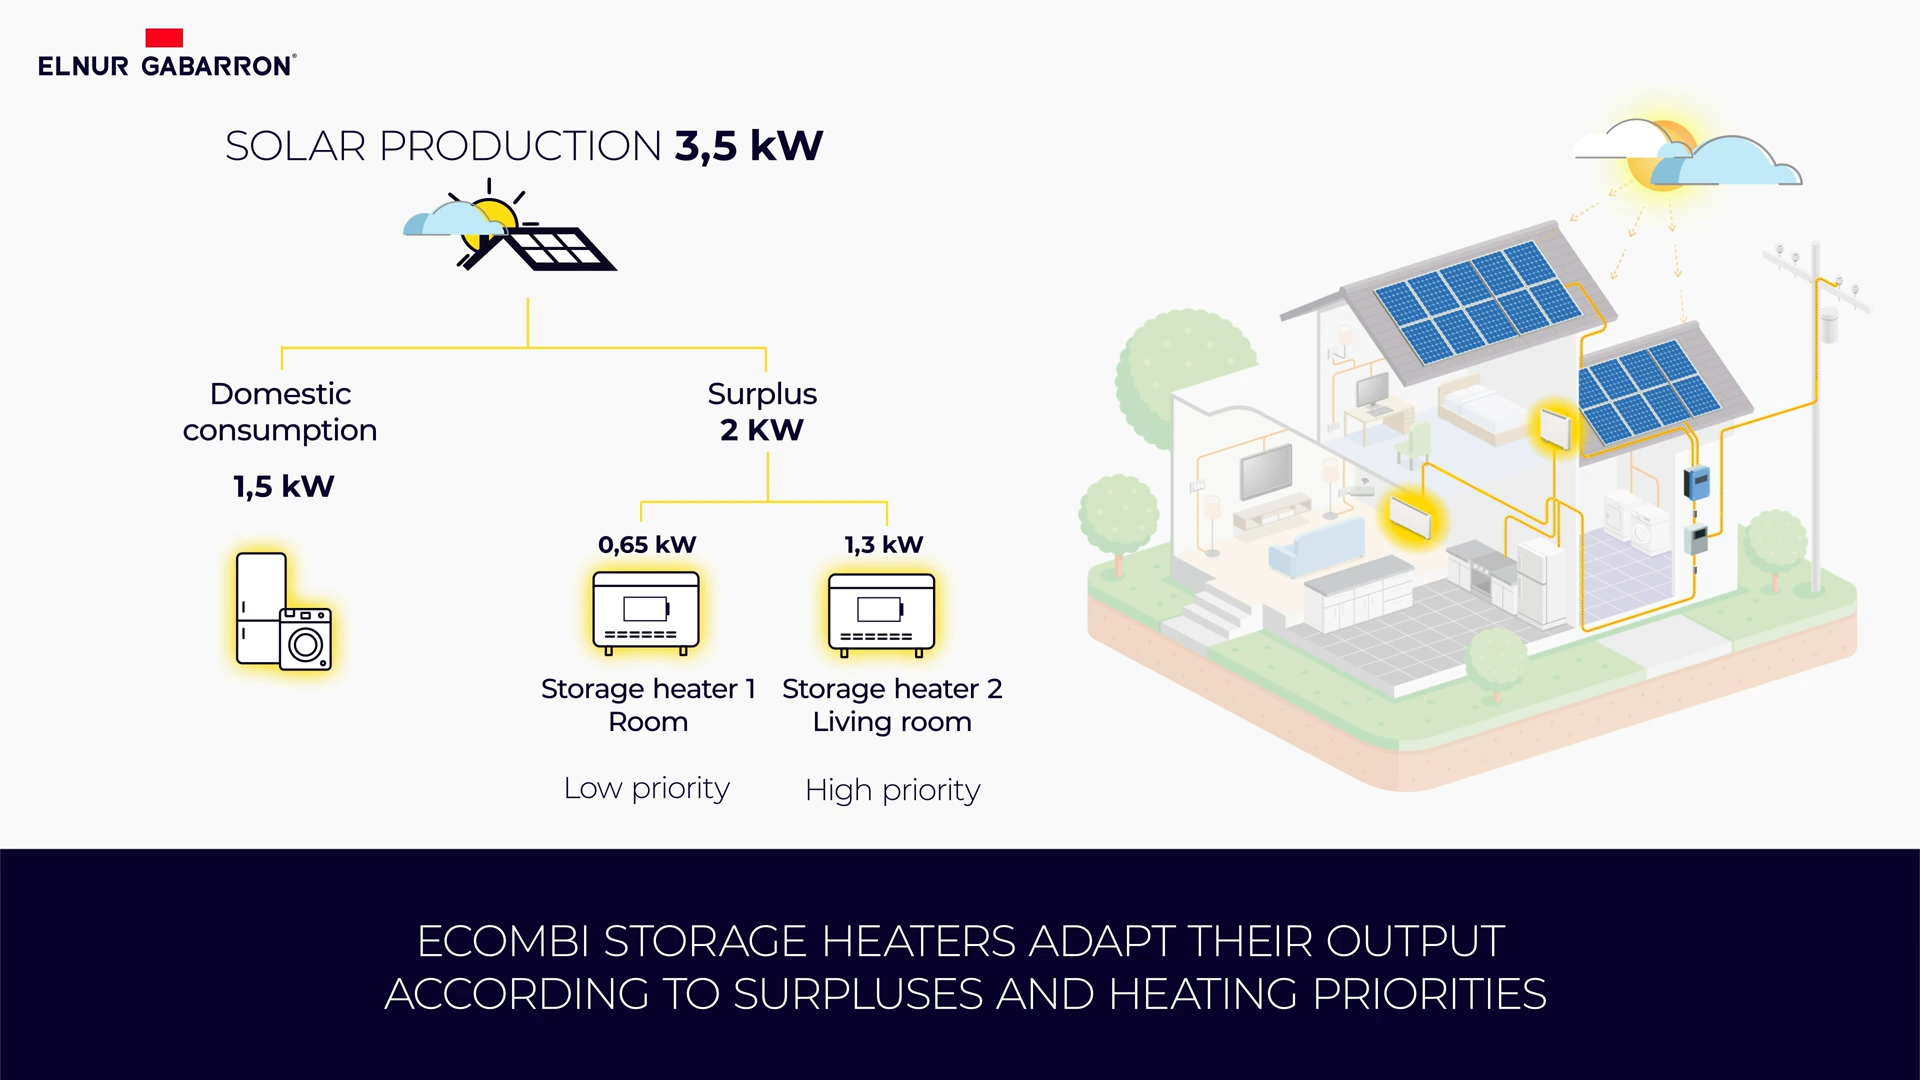 ELNUR GABARRON®
SOLAR PRODUCTION 3,5 kW
Domestic
consumption
1,5 kW
Surplus
2 KW
0,65 kW
1,3 kW
Storage heater 1
Room
Storage heater 2
Living room
Low priority
High priority
ECOMBI STORAGE HEATERS ADAPT THEIR OUTPUT
ACCORDING TO SURPLUSES AND HEATING PRIORITIES